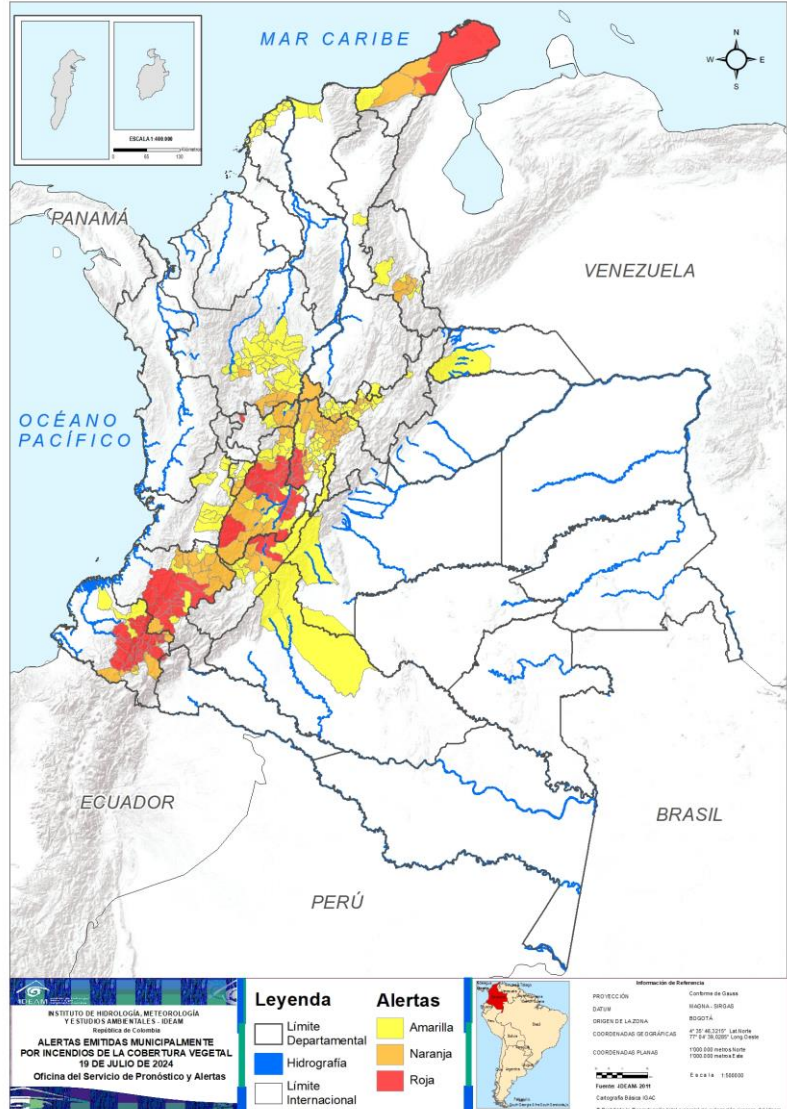 MAR CARIBE
N
W
E
S
ESCALA 1:400.000
PANAMÁ
VENEZUELA
OCÉANO
PACÍFICO
ECUADOR
BRASIL
PERÚ
IDEAM
INSTITUTO DE HIDROLOGÍA, METEOROLOGÍA
Y ESTUDIOS AMBIENTALES - IDEAM
República de Colombia
ALERTAS EMITIDAS MUNICIPALMENTE
POR INCENDIOS DE LA COBERTURA VEGETAL
19 DE JULIO DE 2024
Oficina del Servicio de Pronóstico y Alertas
Leyenda
Límite
Departamental
Hidrografía
Límite
Internacional
Alertas
Amarilla
Naranja
Roja
Información de Referencia
PROYECCIÓN Conforme de Gauss
DATUM MAGNA - SIRGAS
ORIGEN DE LA ZONA BOGOTÁ
COORDENADAS GEOGRÁFICAS
COORDENADAS PLANAS
Fuente: IDEAM. 2011
Cartografía Básica: IGAC